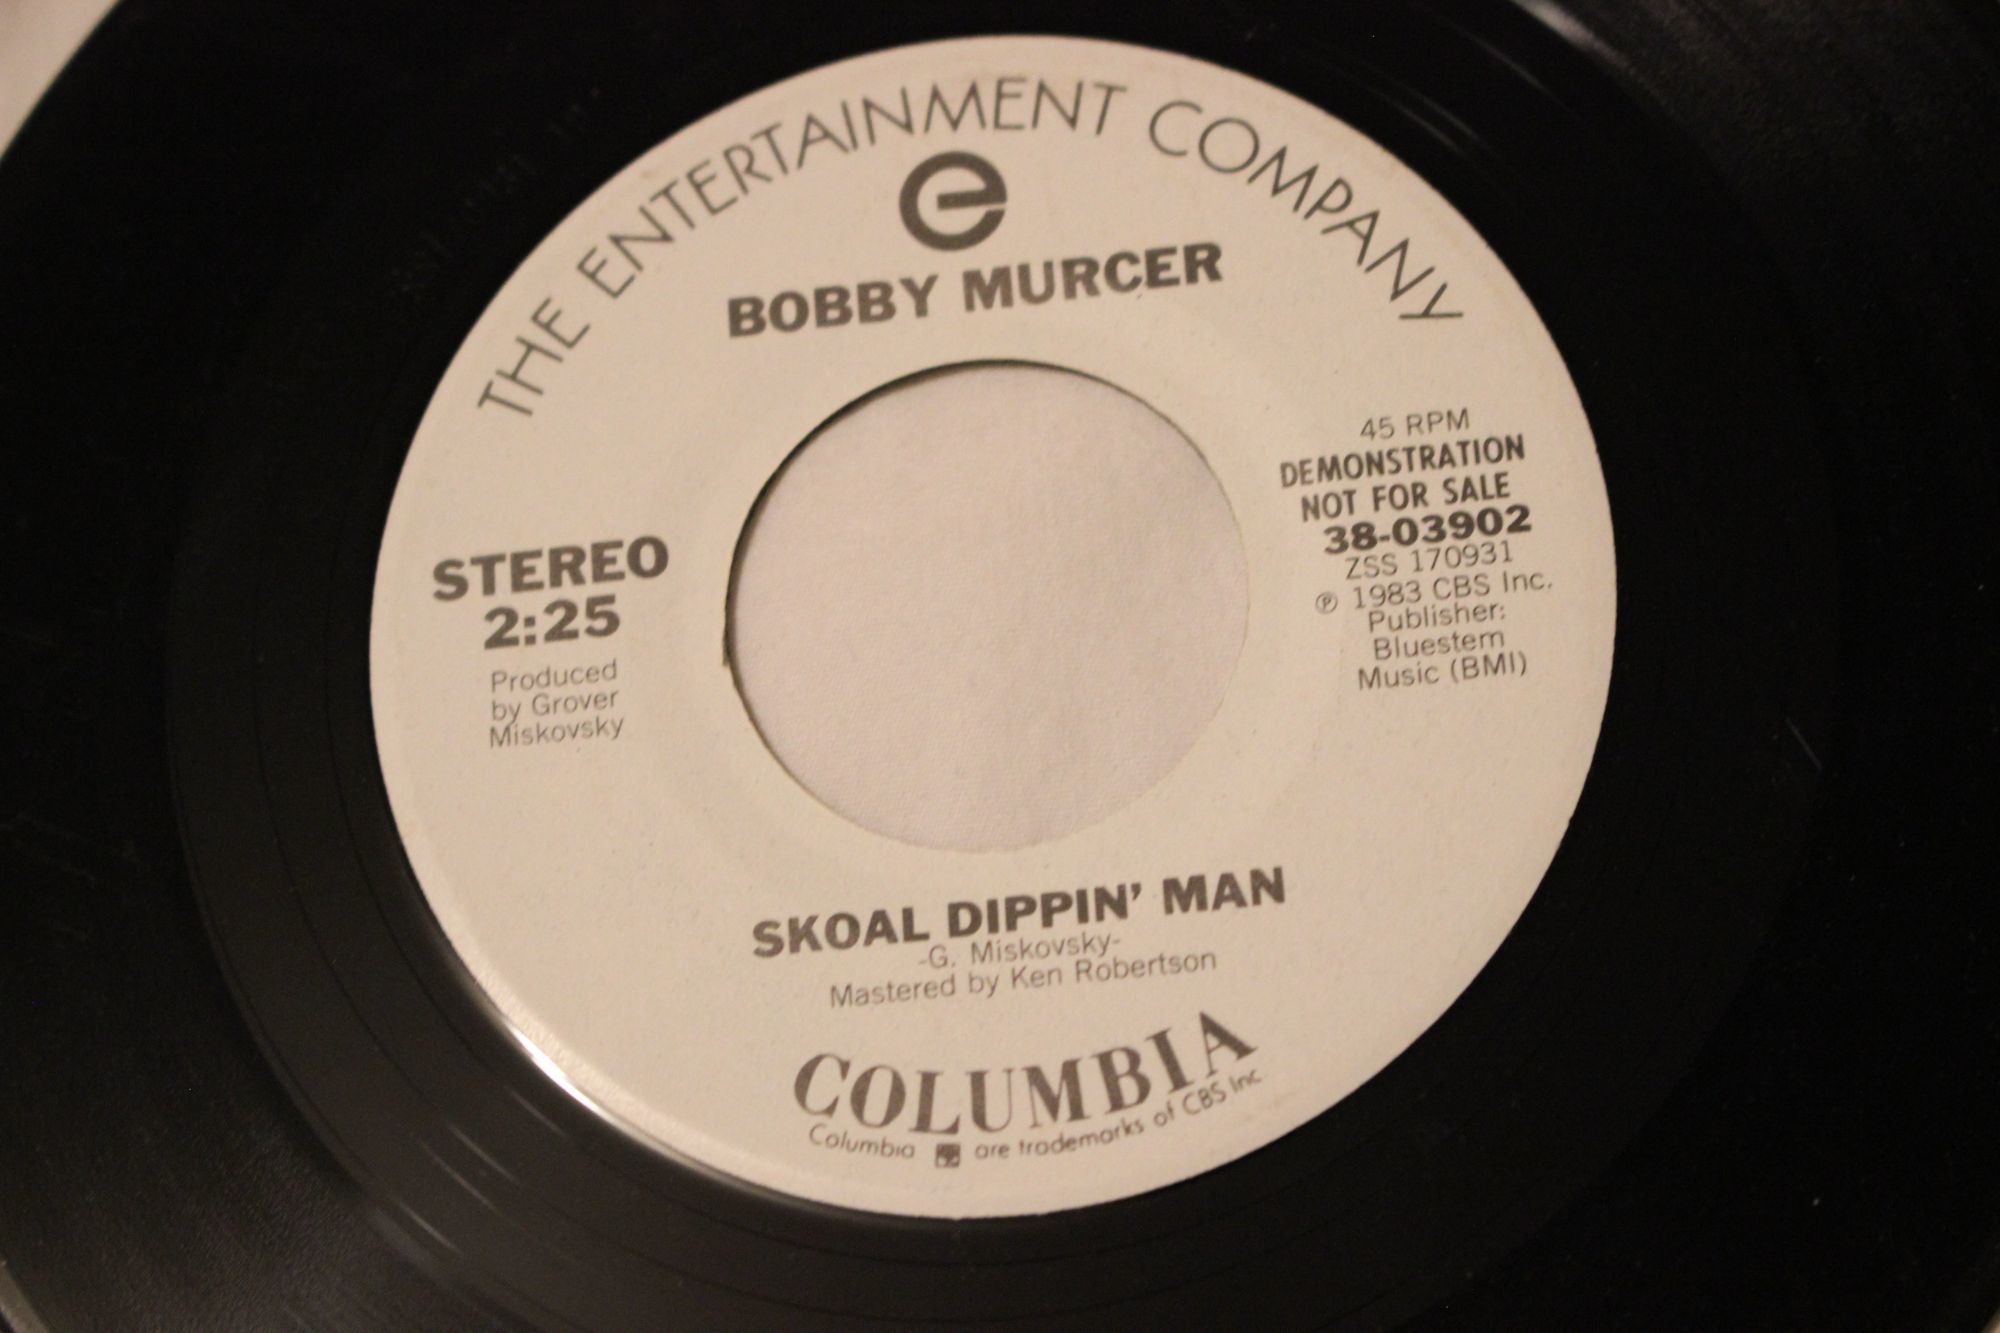 THE ENTERTAINMENT COMPANY
e
BOBBY MURCER
STEREO
2:25
Produced
by Grover
Miskovsky
45 RPM
DEMONSTRATION
NOT FOR SALE
38-03902
ZSS 170931
℗ 1983 CBS Inc.
Publisher:
Bluestem
Music (BMI)
SKOAL DIPPIN' MAN
-G. Miskovsky-
Mastered by Ken Robertson
COLUMBIA
Columbia are trademarks of CBS Inc